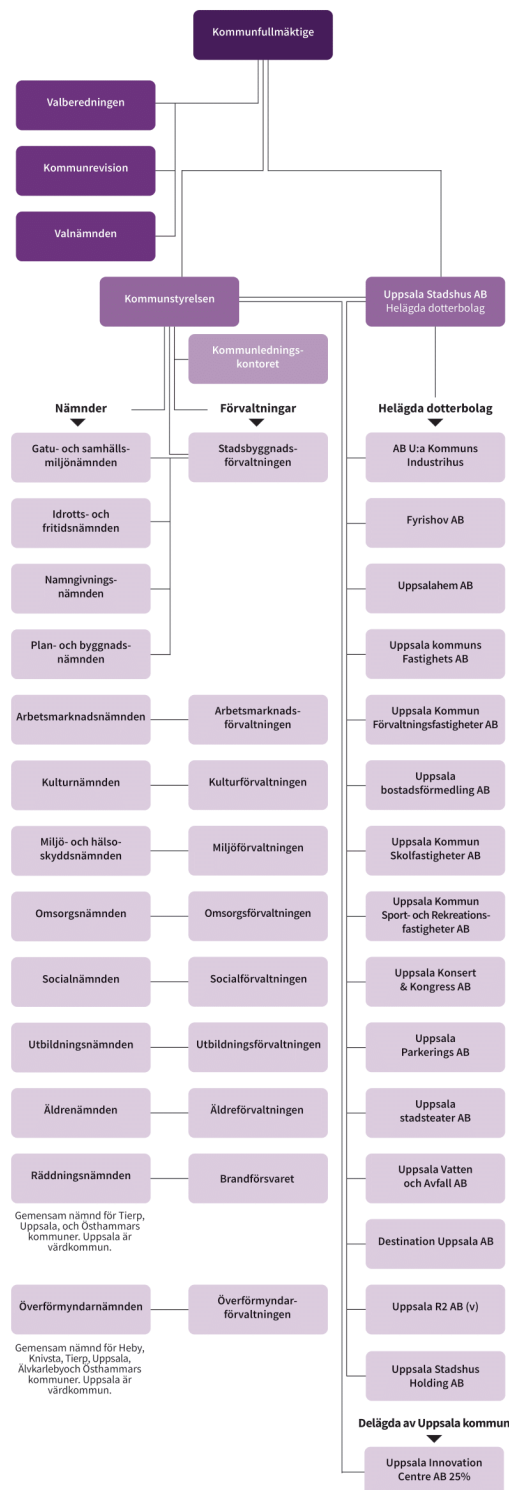 Kommunfullmäktige
Valberedningen
Kommunrevision
Valnämnden
Kommunstyrelsen
Uppsala Stadshus AB
Helägda dotterbolag
Kommunlednings-
kontoret
Nämnder
Förvaltningar
Helägda dotterbolag
Gatu- och samhälls-
miljönämnden
Stadsbyggnads-
förvaltningen
AB U:a Kommuns
Industrihus
Idrotts- och
fritidsnämnden
Fyrishov AB
Namngivnings-
nämnden
Uppsalahem AB
Plan- och byggnads-
nämnden
Uppsala kommuns
Fastighets AB
Arbetsmarknadsnämnden
Arbetsmarknads-
förvaltningen
Uppsala Kommun
Förvaltningsfastigheter AB
Kulturnämnden
Kulturförvaltningen
Uppsala
bostadsförmedling AB
Miljö- och hälso-
skyddsnämnden
Miljöförvaltningen
Uppsala Kommun
Skolfastigheter AB
Omsorgsnämnden
Omsorgsförvaltningen
Uppsala Kommun
Sport- och Rekreations-
fastigheter AB
Socialnämnden
Socialförvaltningen
Uppsala Konsert
& Kongress AB
Utbildningsnämnden
Utbildningsförvaltningen
Uppsala
Parkerings AB
Äldrenämnden
Äldreförvaltningen
Uppsala
stadsteater AB
Räddningsnämnden
Brandförsvaret
Uppsala Vatten
och Avfall AB
Gemensam nämnd för Tierp,
Uppsala, och Östhammars
kommuner. Uppsala är
värdkommun.
Destination Uppsala AB
Överförmyndarnämnden
Överförmyndar-
förvaltningen
Uppsala R2 AB (v)
Gemensam nämnd för Heby,
Knivsta, Tierp, Uppsala,
Älvkarlebyoch Östhammars
kommuner. Uppsala är
värdkommun.
Uppsala Stadshus
Holding AB
Delägda av Uppsala kommun
Uppsala Innovation
Centre AB 25%